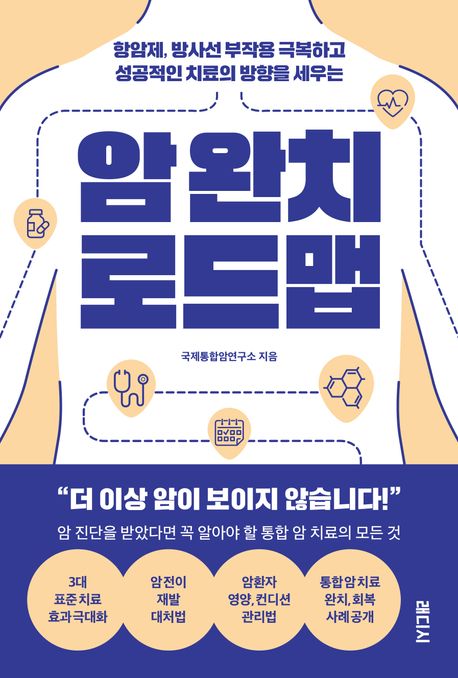 항암제, 방사선 부작용 극복하고
성공적인 치료의 방향을 세우는
암 완치
로드맵
국제통합암연구소 지음
“더 이상 암이 보이지 않습니다!”
암 진단을 받았다면 꼭 알아야 할 통합 암 치료의 모든 것
3대
표준 치료
효과 극대화
암 전이
재발
대처법
암환자
영양, 컨디션
관리법
통합 암 치료
완치, 회복
사례 공개
래디시